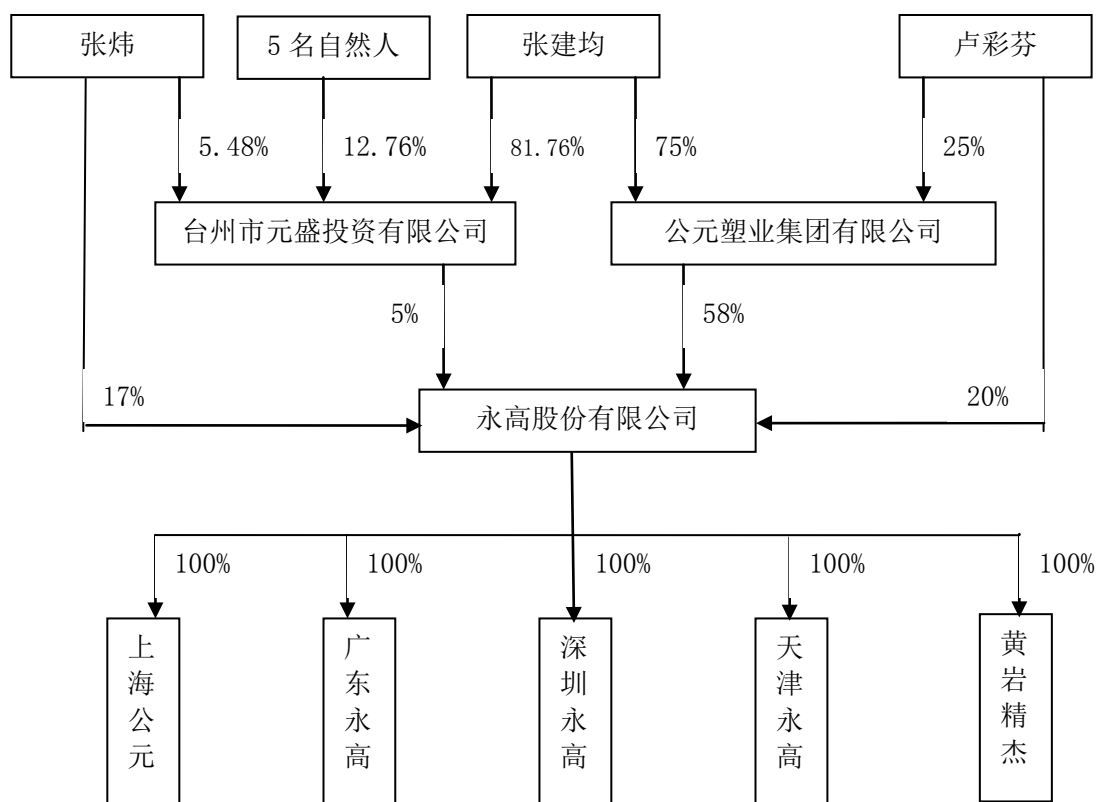 张炜
5 名自然人
张建均
卢彩芬
5.48%
12.76%
81.76%
75%
25%
台州市元盛投资有限公司
公元塑业集团有限公司
5%
58%
17%
永高股份有限公司
20%
100%
100%
100%
100%
100%
上海公元
广东永高
深圳永高
天津永高
黄岩精杰